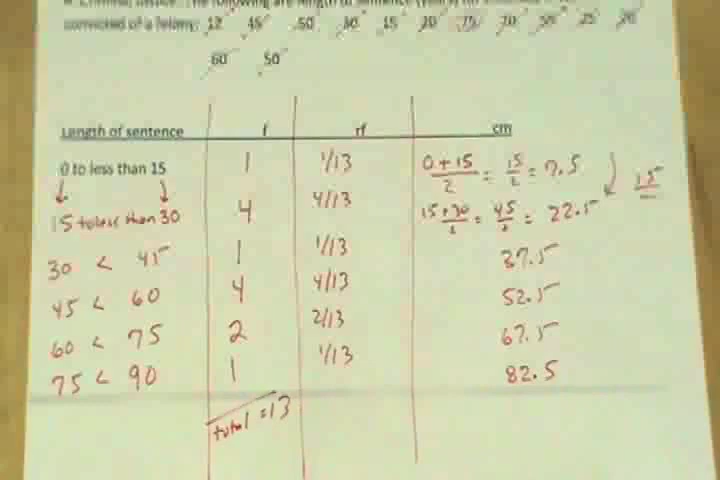 convicted of a felony: 12 45 50 30 15 20 75 70 50 25 20
60 50
Length of sentence f rf cm
0 to less than 15 1 1/13 0+15/2 = 15/2 = 7.5 15
15 to less than 30 4 4/13 15+30/2 = 45/2 = 22.5
30 < 45 1 1/13 37.5
45 < 60 4 4/13 52.5
60 < 75 2 2/13 67.5
75 < 90 1 1/13 82.5
total = 13